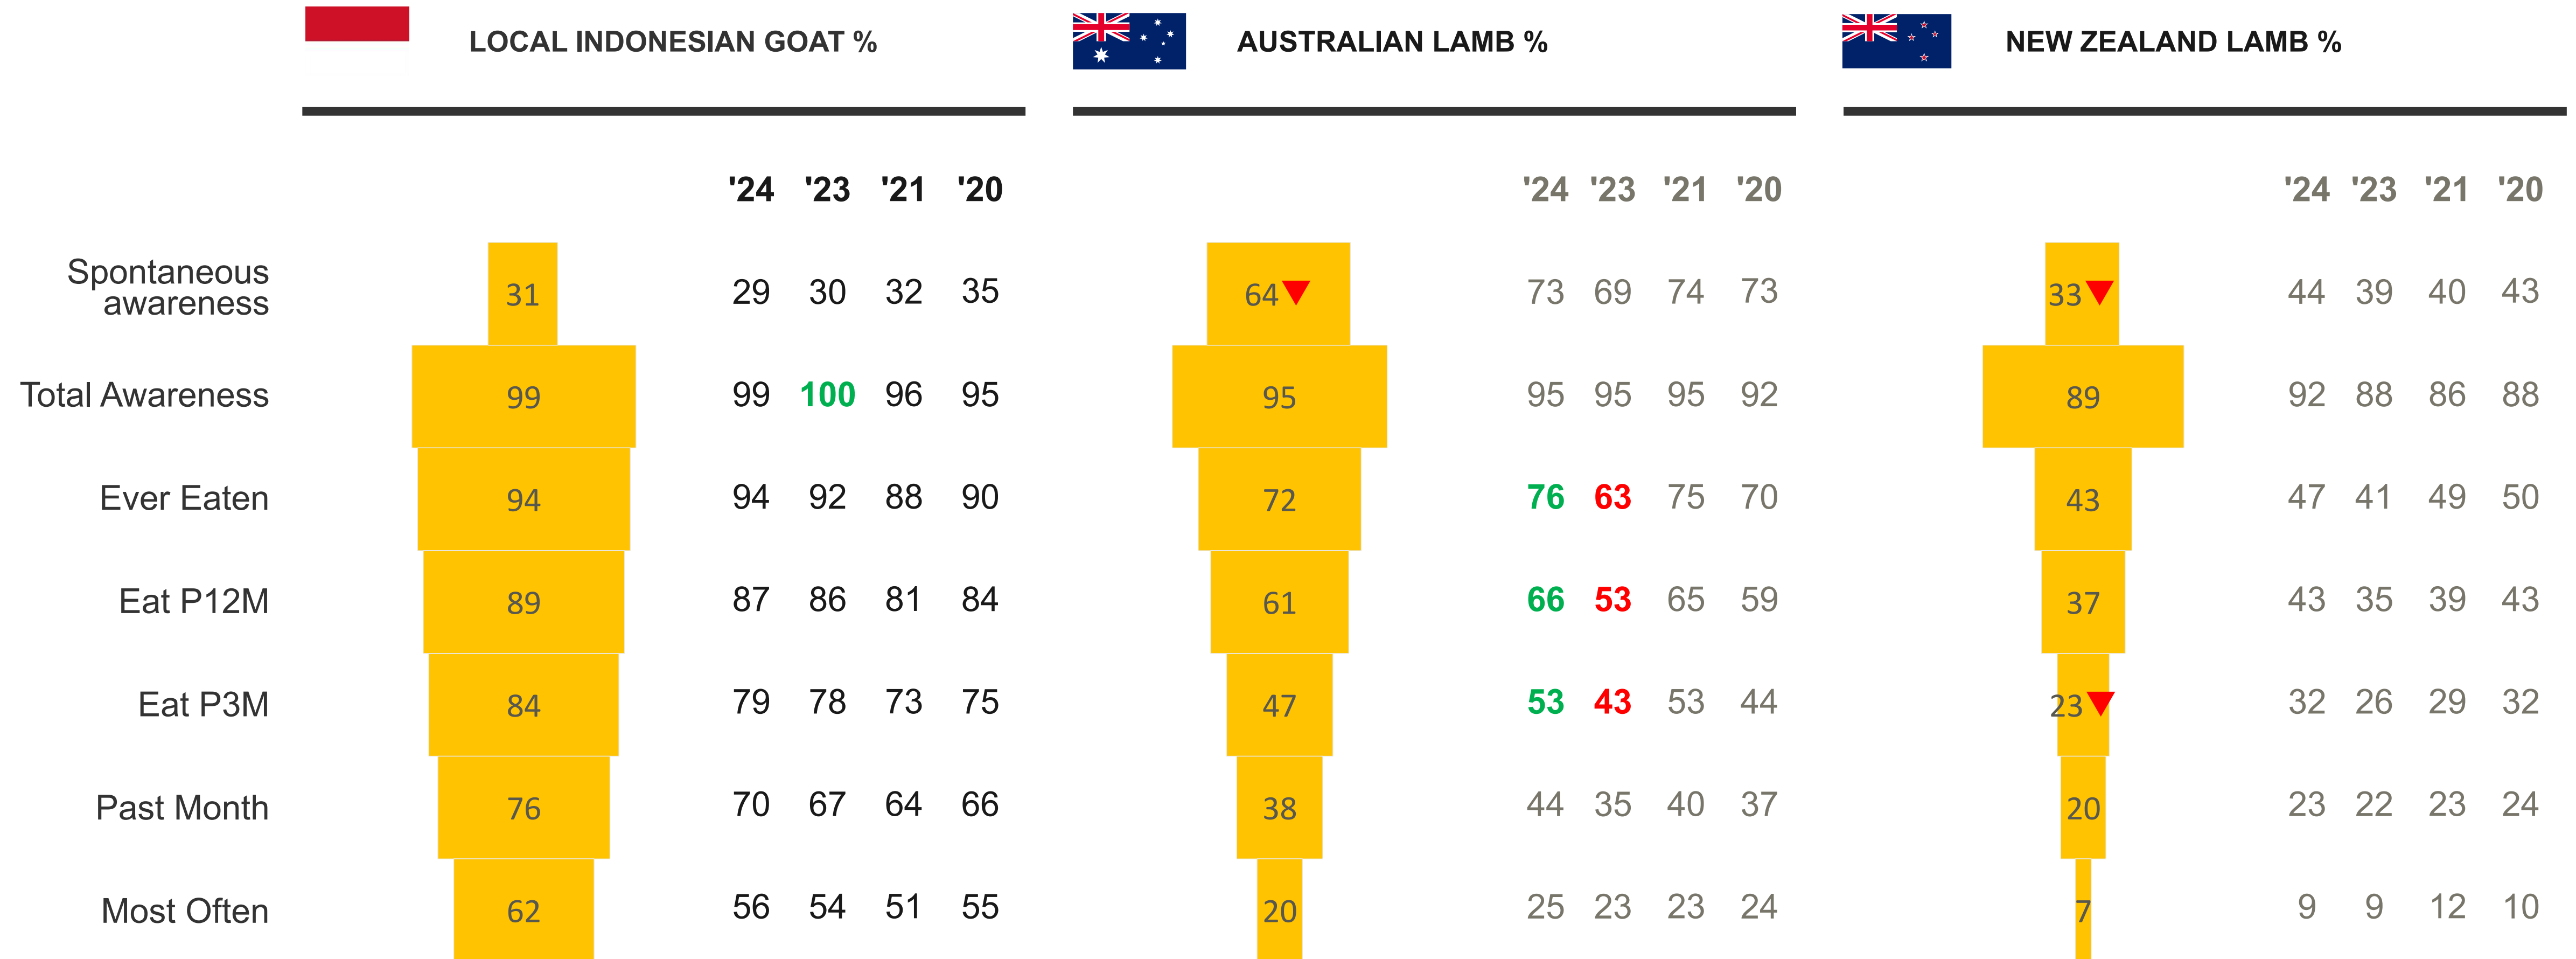 LOCAL INDONESIAN GOAT % AUSTRALIAN LAMB % NEW ZEALAND LAMB %
'24 '23 '21 '20 '24 '23 '21 '20 '24 '23 '21 '20
Spontaneous
awareness 31 29 30 32 35 64 73 69 74 73 33 44 39 40 43
Total Awareness 99 99 100 96 95 95 95 95 95 92 89 92 88 86 88
Ever Eaten 94 94 92 88 90 72 76 63 75 70 43 47 41 49 50
Eat P12M 89 87 86 81 84 61 66 53 65 59 37 43 35 39 43
Eat P3M 84 79 78 73 75 47 53 43 53 44 23 32 26 29 32
Past Month 76 70 67 64 66 38 44 35 40 37 20 23 22 23 24
Most Often 62 56 54 51 55 20 25 23 23 24 7 9 9 12 10